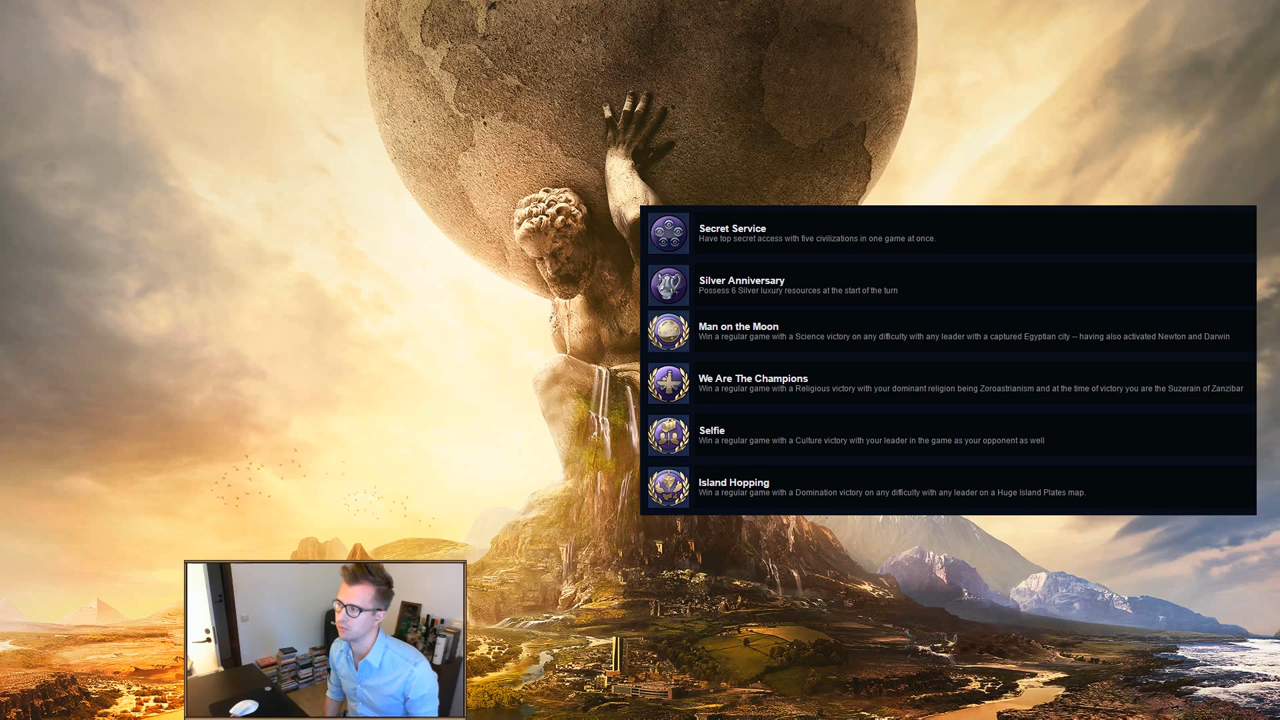 Secret Service
Have top secret access with five civilizations in one game at once.
Silver Anniversary
Possess 6 Silver luxury resources at the start of the turn
Man on the Moon
Win a regular game with a Science victory on any difficulty with any leader with a captured Egyptian city -- having also activated Newton and Darwin
We Are The Champions
Win a regular game with a Religious victory with your dominant religion being Zoroastrianism and at the time of victory you are the Suzerain of Zanzibar
Selfie
Win a regular game with a Culture victory with your leader in the game as your opponent as well
Island Hopping
Win a regular game with a Domination victory on any difficulty with any leader on a Huge Island Plates map.